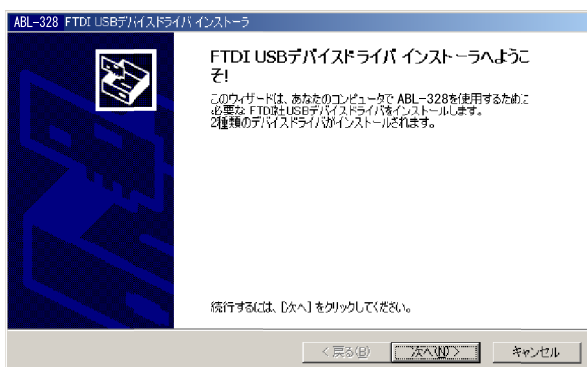 ABL-328 FTDI USBデバイスドライバ インストーラ
FTDI USBデバイスドライバ インストーラへようこ
そ!
このウィザードは、あなたのコンピュータで ABL-328を使用するために
必要な FTDI社USBデバイスドライバをインストールします。
2種類のデバイスドライバがインストールされます。
続行するには、[次へ] をクリックしてください。
< 戻る(B)
次へ(N) >
キャンセル